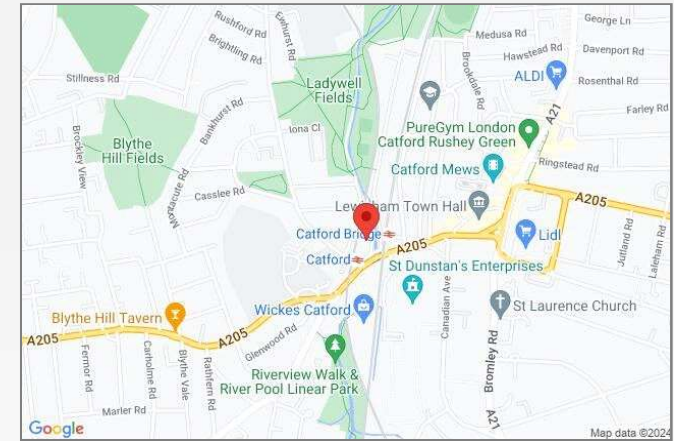 Rushford Rd
Brightling Rd
Ewhurst Rd
Stillness Rd
Ladywell
Fields
Medusa Rd
George Ln
Hawstead Rd
Davenport Rd
Brookdale Rd
ALDI
Rosenthal Rd
A21
Farley Rd
Blythe
Hill Fields
Brockley View
Bankhurst Rd
Iona Cl
PureGym London
Catford Rushey Green
Montacute Rd
Casslee Rd
Catford Mews
Ringstead Rd
A205
Lewisham Town Hall
Catford Bridge
A205
Lidl
Jutland Rd
Laleham Rd
Catford
St Dunstan's Enterprises
Canadian Ave
Wickes Catford
St Laurence Church
Blythe Hill Tavern
A205
A205
Glenwood Rd
Fermor Rd
Carholme Rd
Blythe Vale
Rathfern Rd
Bromley Rd
Riverview Walk &
River Pool Linear Park
Marler Rd
A21
Google
Map data ©2024